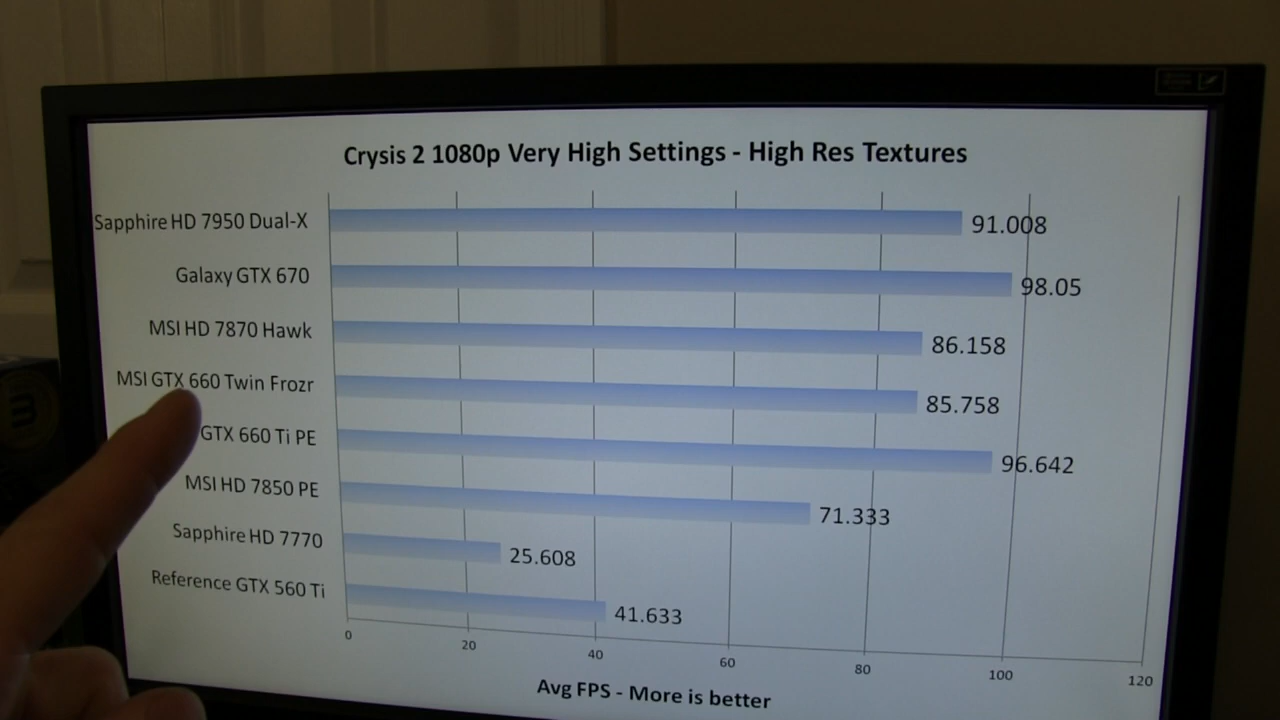 Crysis 2 1080p Very High Settings - High Res Textures
Sapphire HD 7950 Dual-X 91.008
Galaxy GTX 670 98.05
MSI HD 7870 Hawk 86.158
MSI GTX 660 Twin Frozr 85.758
GTX 660 Ti PE 96.642
MSI HD 7850 PE 71.333
Sapphire HD 7770 25.608
Reference GTX 560 Ti 41.633
0 20 40 60 80 100 120
Avg FPS - More is better